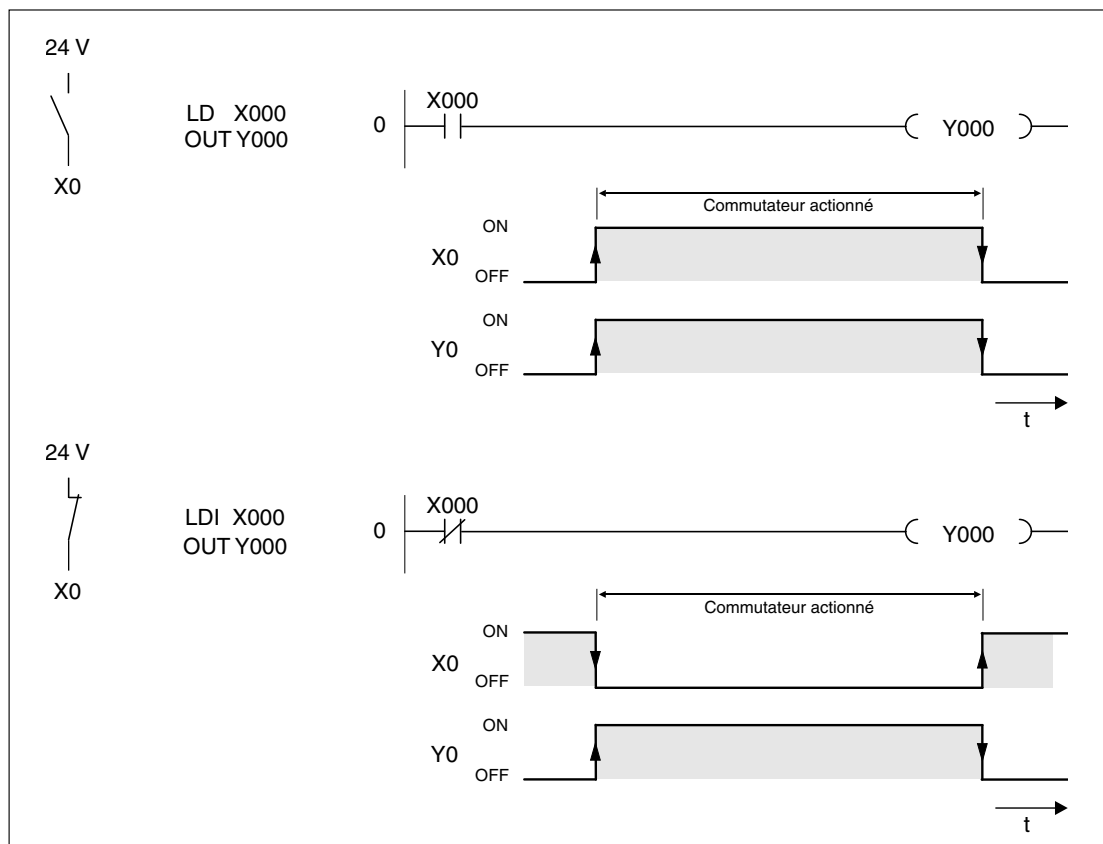 24 V
X0
LD X000
OUT Y000
0
X000
Y000
Commutateur actionné
X0
ON
OFF
Y0
ON
OFF
t
24 V
X0
LDI X000
OUT Y000
0
X000
Y000
Commutateur actionné
X0
ON
OFF
Y0
ON
OFF
t